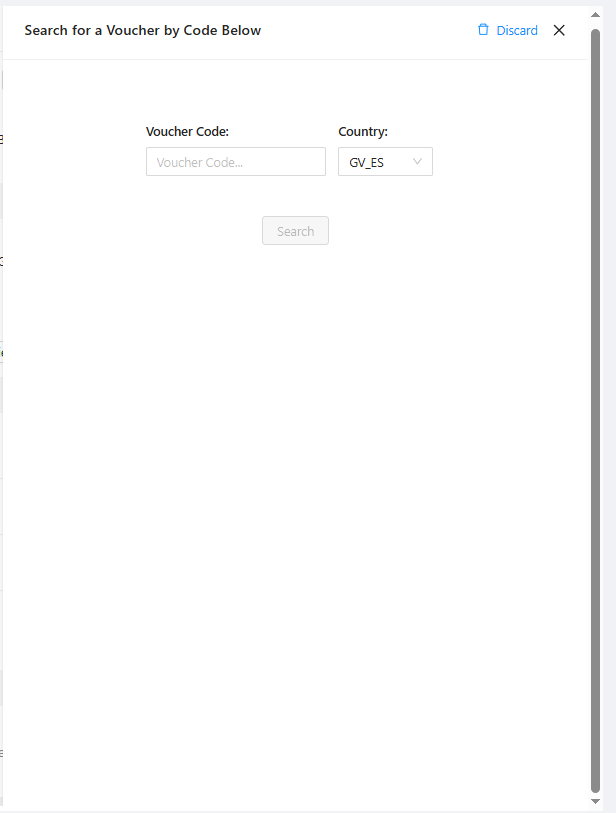 Search for a Voucher by Code Below
Discard
Voucher Code:
Country:
Voucher Code...
GV_ES
Search